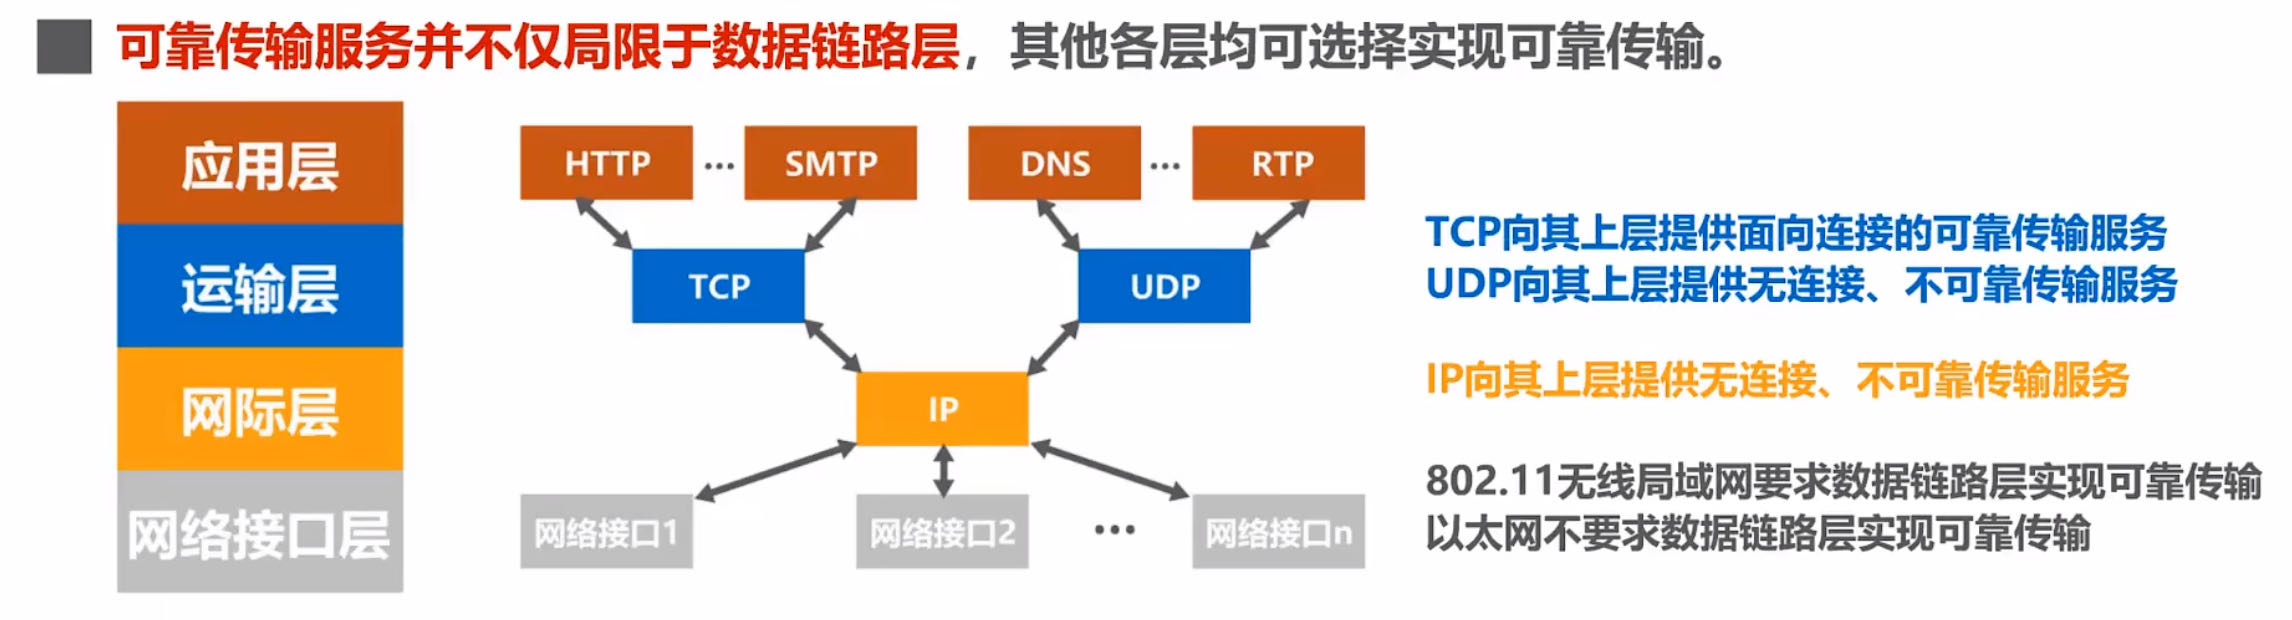 可靠传输服务并不仅局限于数据链路层，其他各层均可选择实现可靠传输。
应用层
HTTP ... SMTP DNS ... RTP
运输层
TCP UDP
TCP向其上层提供面向连接的可靠传输服务
UDP向其上层提供无连接、不可靠传输服务
网际层
IP
IP向其上层提供无连接、不可靠传输服务
网络接口层
网络接口1 网络接口2 ... 网络接口n
802.11无线局域网要求数据链路层实现可靠传输
以太网不要求数据链路层实现可靠传输